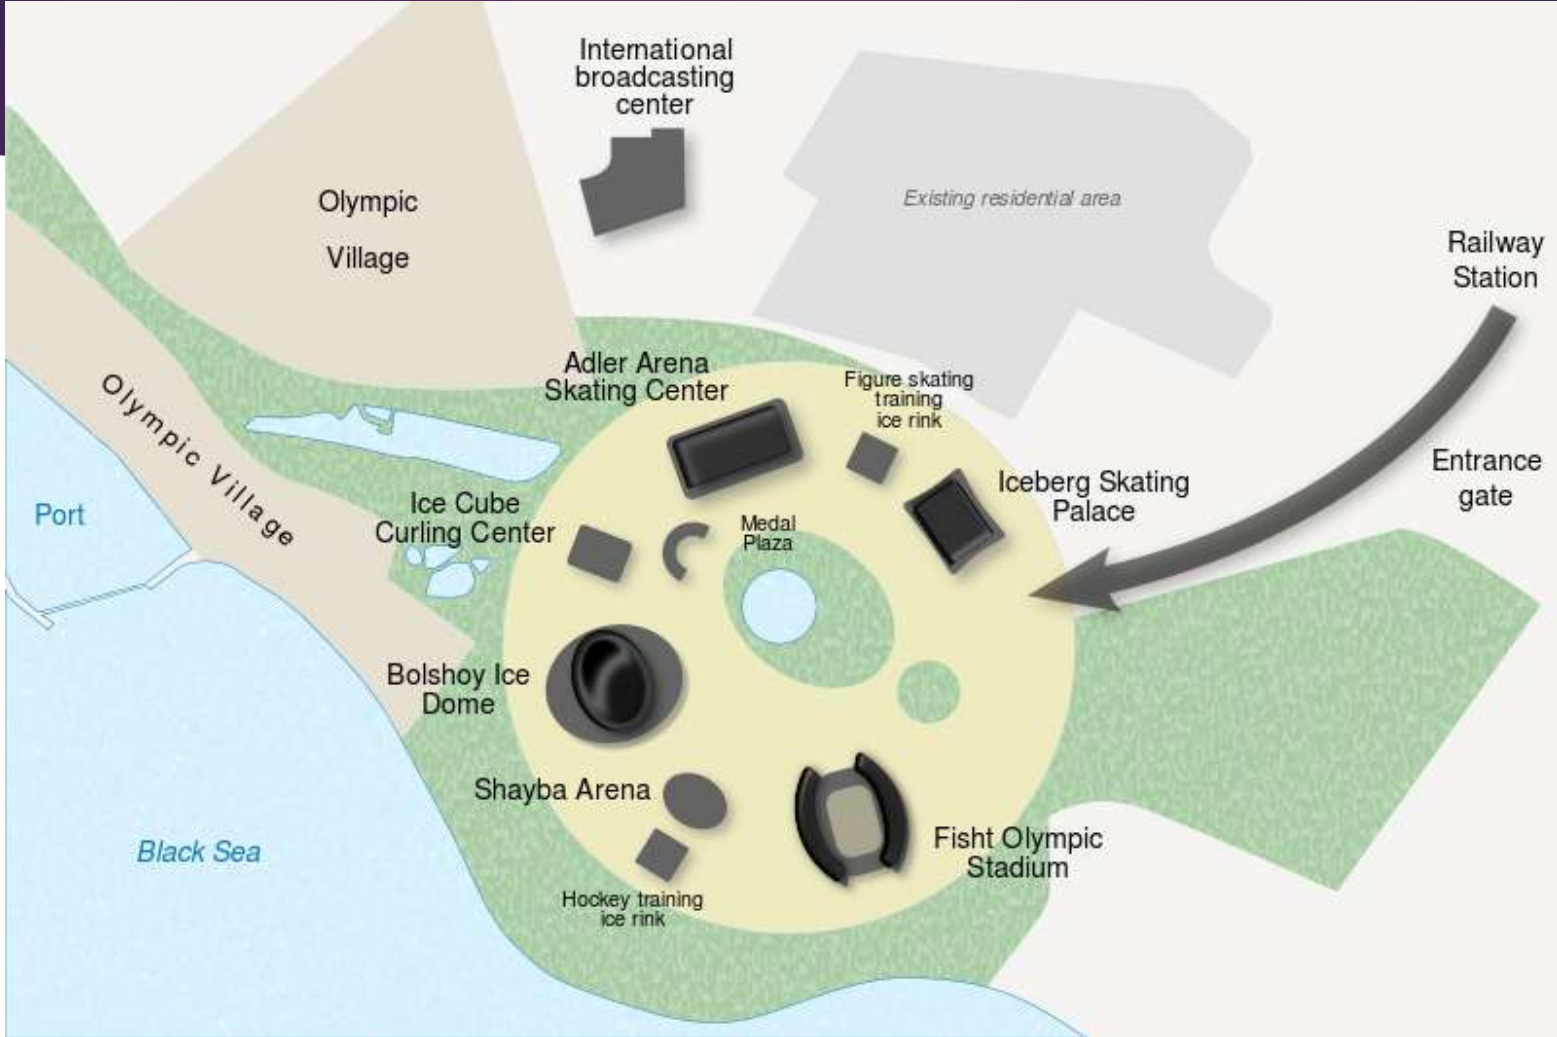 International
broadcasting
center
Olympic
Village
Existing residential area
Railway
Station
Adler Arena
Skating Center
Figure skating
training
ice rink
Olympic Village
Entrance
gate
Iceberg Skating
Palace
Ice Cube
Curling Center
Port
Medal
Plaza
Bolshoy Ice
Dome
Shayba Arena
Black Sea
Fisht Olympic
Stadium
Hockey training
ice rink